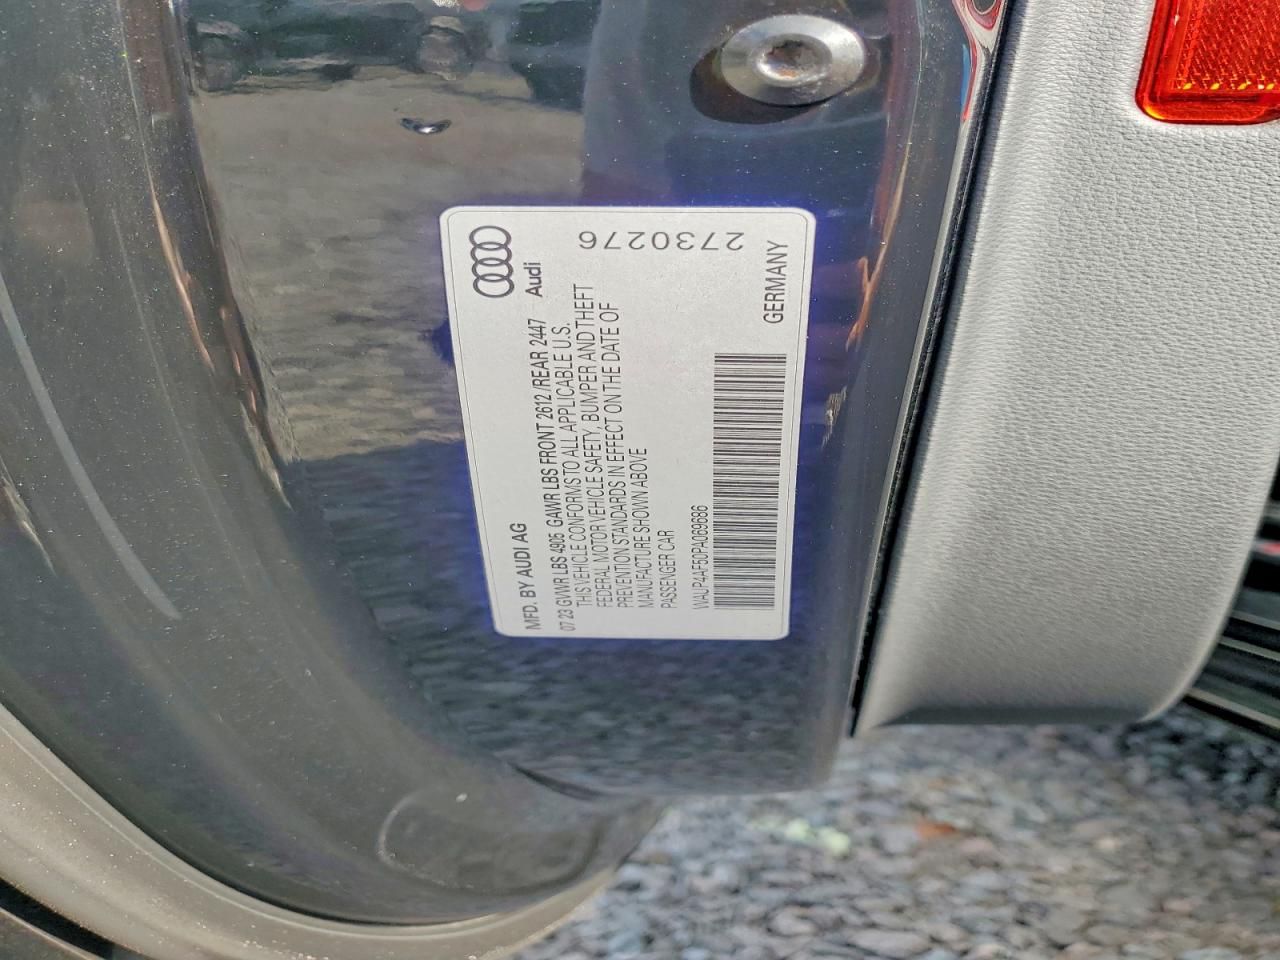 MFD. BY AUDI AG
07 23 GVWR LBS 4905 GAWR LBS FRONT 2612 /REAR 2447
THIS VEHICLE CONFORMS TO ALL APPLICABLE U.S.
FEDERAL MOTOR VEHICLE SAFETY, BUMPER AND THEFT
PREVENTION STANDARDS IN EFFECT ON THE DATE OF
MANUFACTURE SHOWN ABOVE
PASSENGER CAR
WAUP4AF50PA069686
Audi
2730276
GERMANY